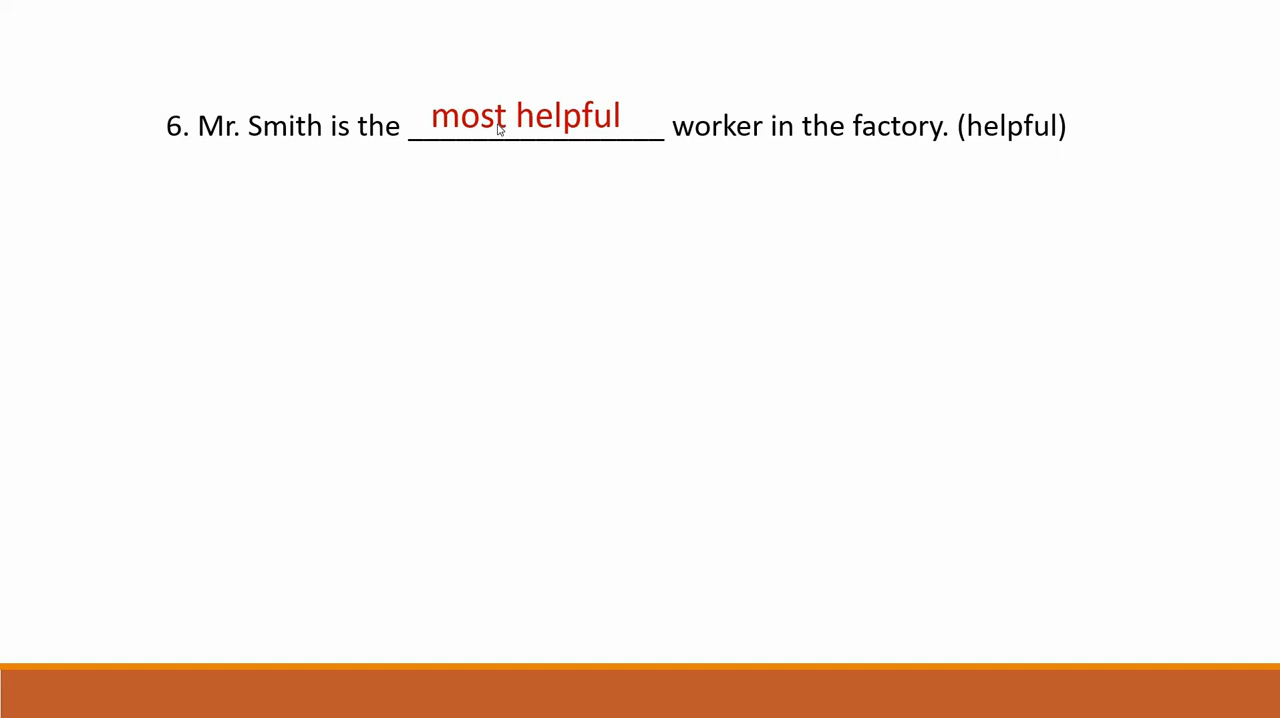 6. Mr. Smith is the most helpful worker in the factory. (helpful)